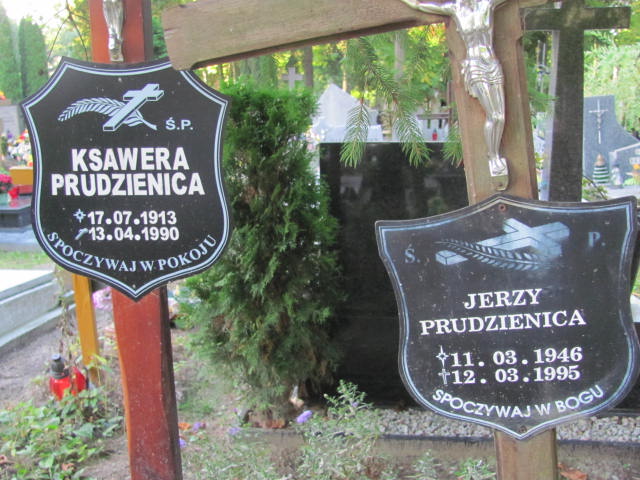 Ś.P.
KSAWERA
PRUDZIENICA
17.07.1913
13.04.1990
SPOCZYWAJ W POKOJU
Ś. P.
JERZY
PRUDZIENICA
11.03.1946
12.03.1995
SPOCZYWAJ W BOGU